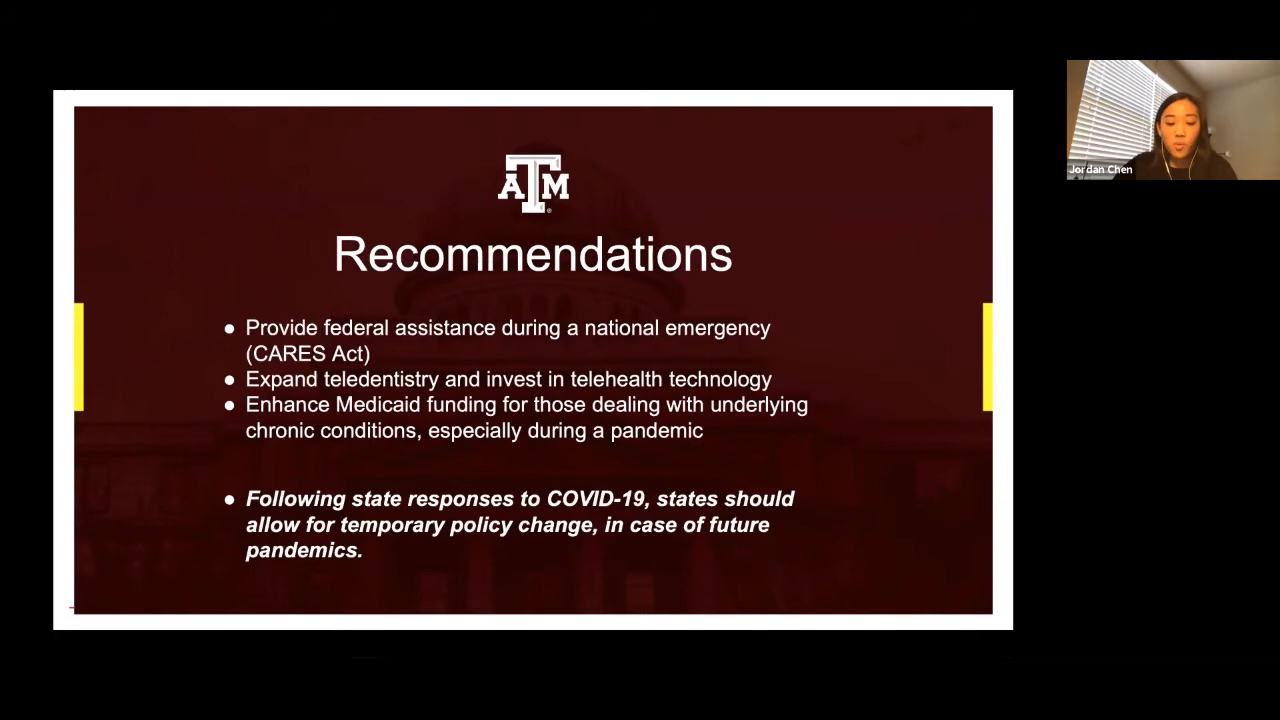 ATM
Recommendations
● Provide federal assistance during a national emergency
(CARES Act)
● Expand teledentistry and invest in telehealth technology
● Enhance Medicaid funding for those dealing with underlying
chronic conditions, especially during a pandemic
● Following state responses to COVID-19, states should
allow for temporary policy change, in case of future
pandemics.
Jordan Chen